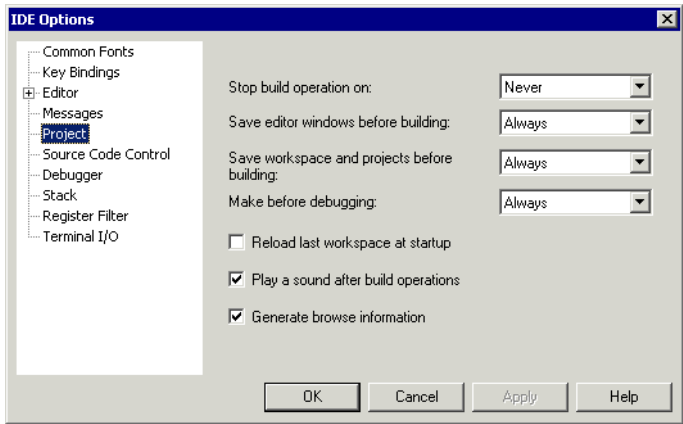 IDE Options
Common Fonts
Key Bindings
Editor
Messages
Project
Source Code Control
Debugger
Stack
Register Filter
Terminal I/O
Stop build operation on:
Never
Save editor windows before building:
Always
Save workspace and projects before
building:
Always
Make before debugging:
Always
Reload last workspace at startup
Play a sound after build operations
Generate browse information
OK
Cancel
Apply
Help